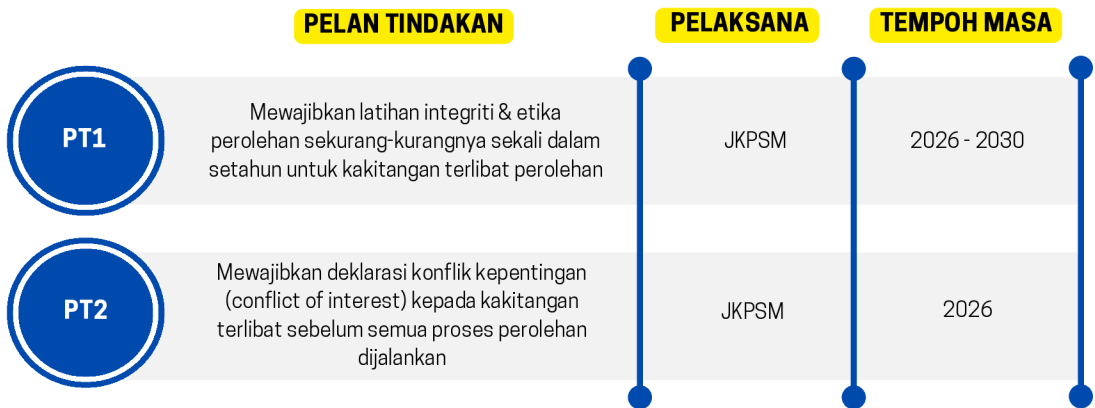 PELAN TINDAKAN PELAKSANA TEMPOH MASA
PT1
Mewajibkan latihan integriti & etika
perolehan sekurang-kurangnya sekali dalam
setahun untuk kakitangan terlibat perolehan
JKPSM
2026 - 2030
PT2
Mewajibkan deklarasi konflik kepentingan
(conflict of interest) kepada kakitangan
terlibat sebelum semua proses perolehan
dijalankan
JKPSM
2026